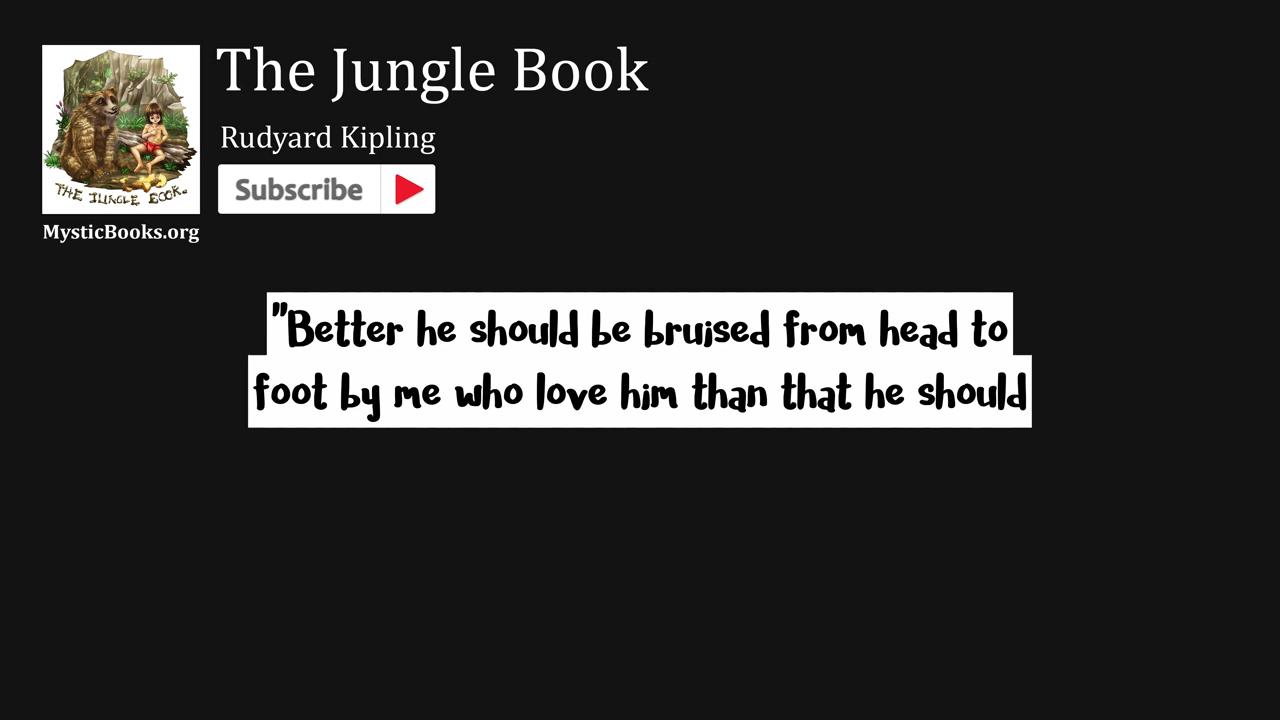 The Jungle Book
Rudyard Kipling
Subscribe
THE JUNGLE BOOK.
MysticBooks.org
"Better he should be bruised from head to
foot by me who love him than that he should